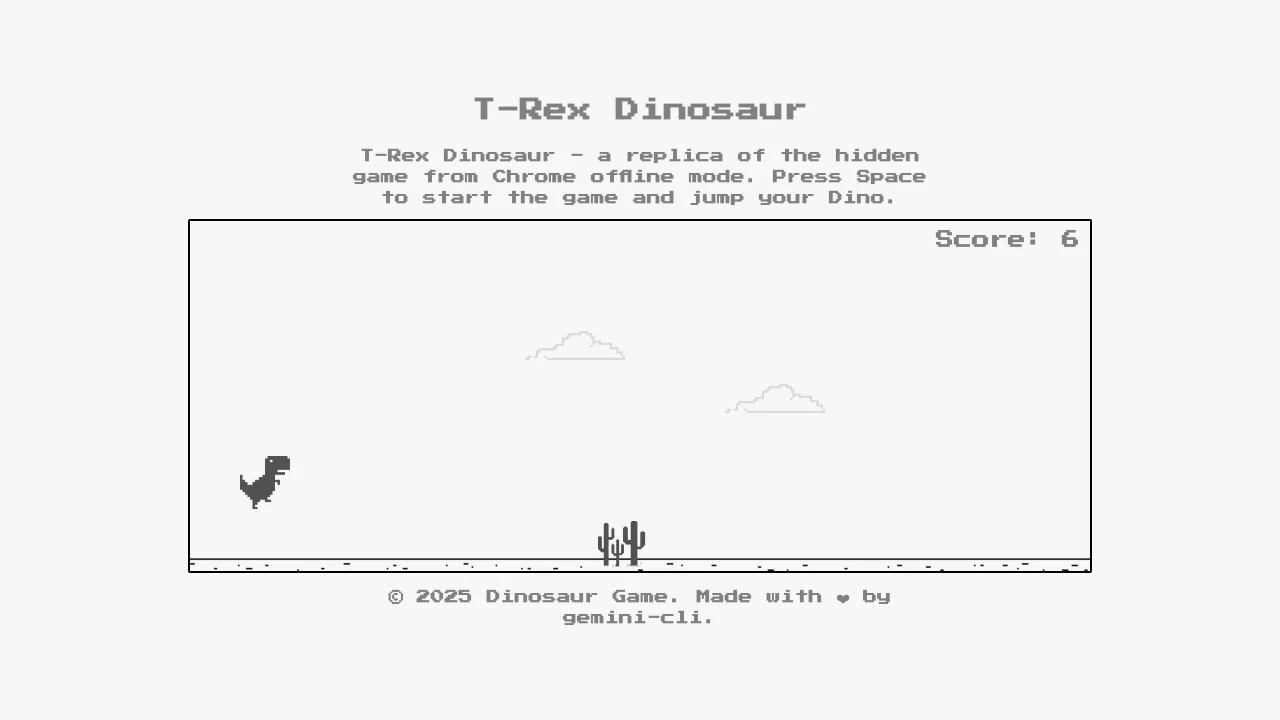 T-Rex Dinosaur
T-Rex Dinosaur - a replica of the hidden
game from Chrome offline mode. Press Space
to start the game and jump your Dino.
Score: 6
© 2025 Dinosaur Game. Made with ❤ by
gemini-cli.